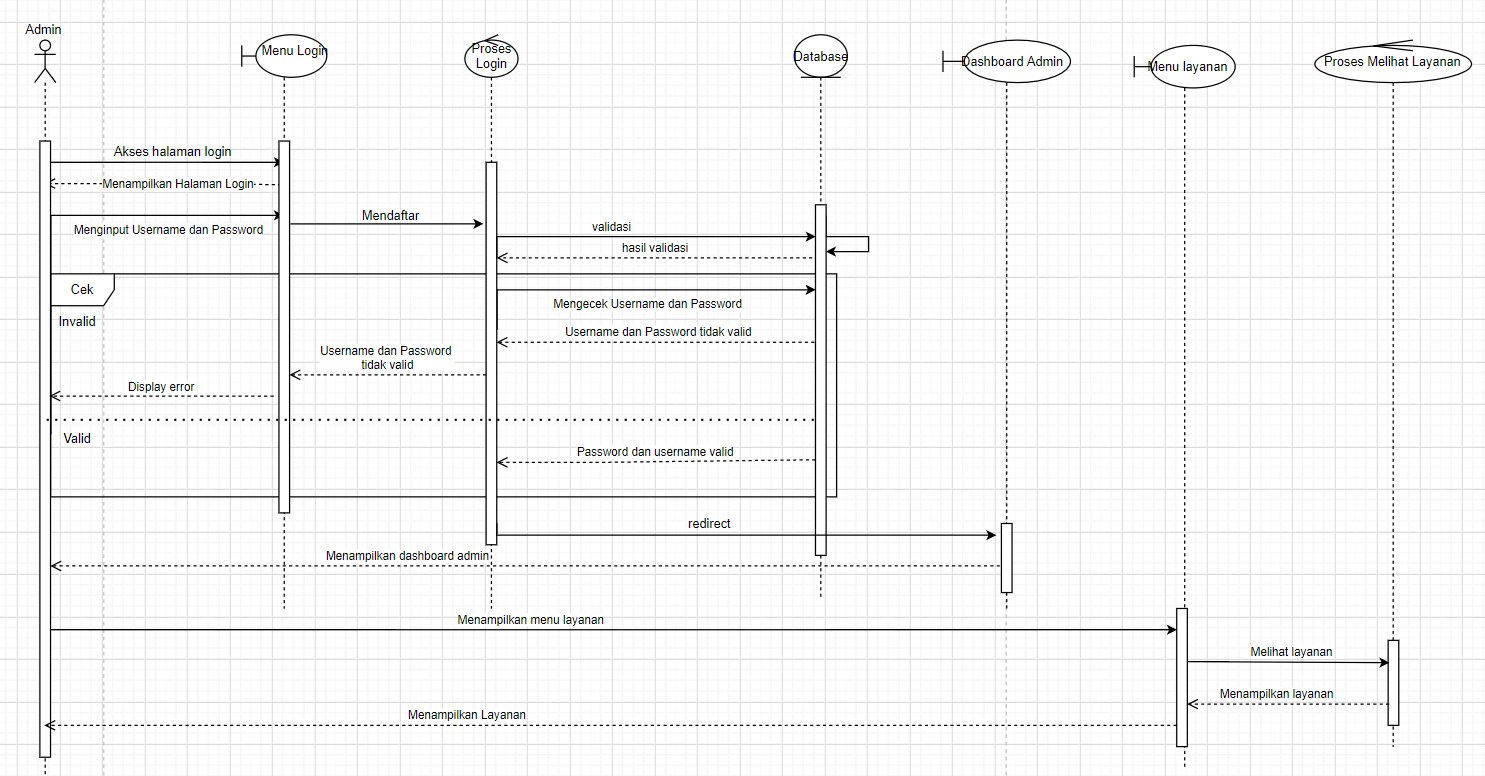 Admin
Menu Login
Proses
Login
Database
Dashboard Admin
Menu layanan
Proses Melihat Layanan
Akses halaman login
Menampilkan Halaman Login
Menginput Username dan Password
Mendaftar
validasi
hasil validasi
Cek
Invalid
Mengecek Username dan Password
Username dan Password tidak valid
Username dan Password
tidak valid
Display error
Valid
Password dan username valid
redirect
Menampilkan dashboard admin
Menampilkan menu layanan
Melihat layanan
Menampilkan layanan
Menampilkan Layanan